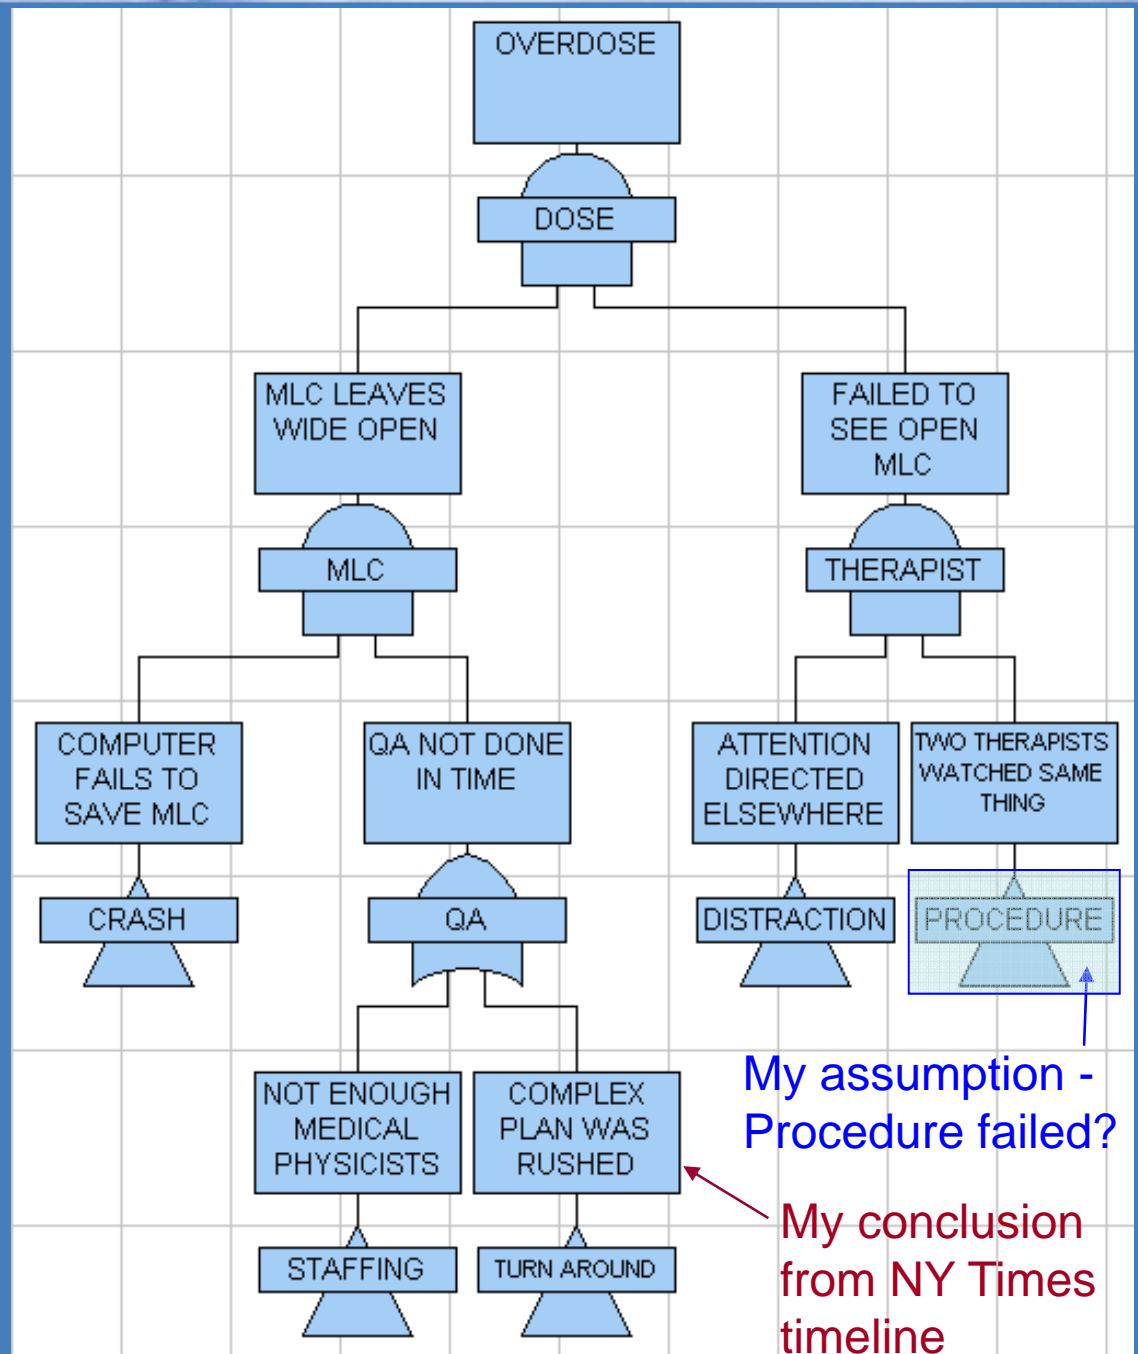 OVERDOSE
DOSE
MLC LEAVES
WIDE OPEN
FAILED TO
SEE OPEN
MLC
MLC
THERAPIST
COMPUTER
FAILS TO
SAVE MLC
QA NOT DONE
IN TIME
ATTENTION
DIRECTED
ELSEWHERE
TWO THERAPISTS
WATCHED SAME
THING
CRASH
QA
DISTRACTION
PROCEDURE
NOT ENOUGH
MEDICAL
PHYSICISTS
COMPLEX
PLAN WAS
RUSHED
My assumption -
Procedure failed?
STAFFING
TURN AROUND
My conclusion
from NY Times
timeline